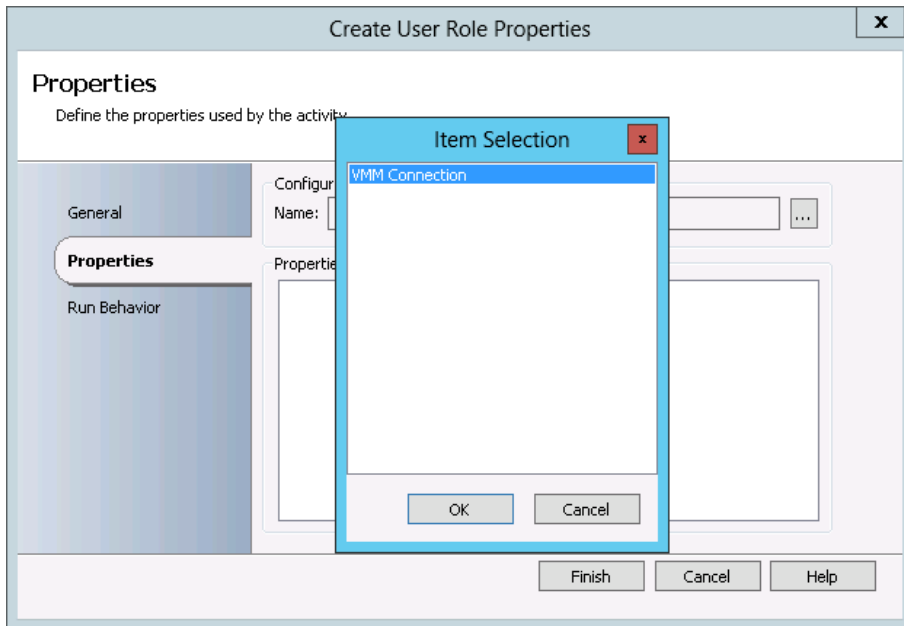 Create User Role Properties
x
Properties
Define the properties used by the activity
Item Selection
x
VMM Connection
General
Properties
Run Behavior
Configur
Name:
...
Propertie
OK
Cancel
Finish
Cancel
Help